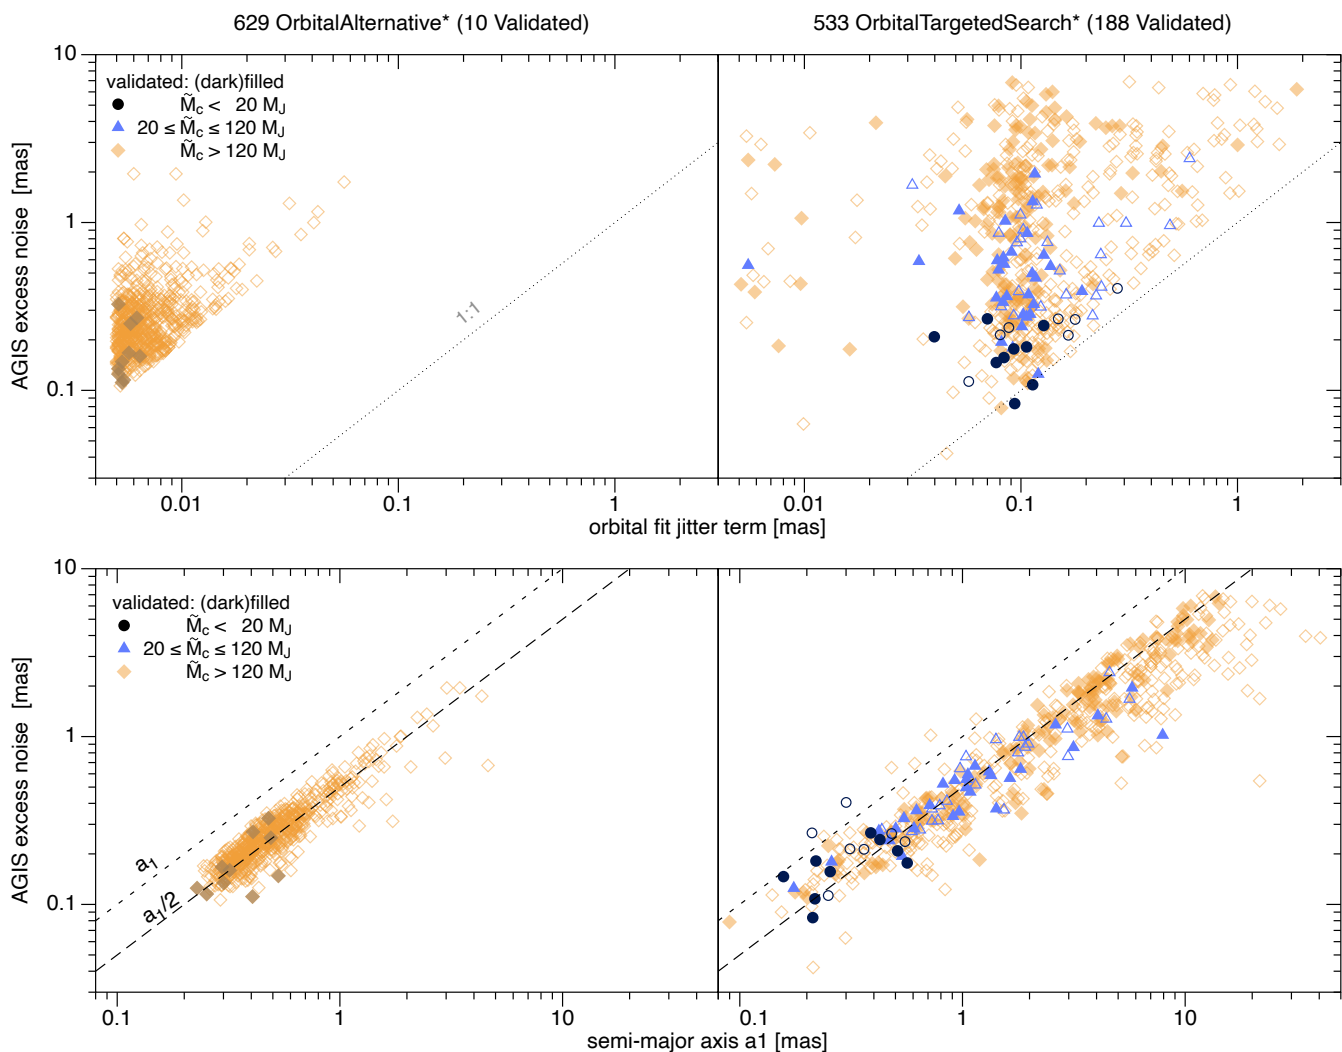 629 OrbitalAlternative* (10 Validated)
533 OrbitalTargetedSearch* (188 Validated)
AGIS excess noise [mas]
10
1
0.1
validated: (dark)filled
M̃c < 20 MJ
20 ≤ M̃c ≤ 120 MJ
M̃c > 120 MJ
1:1
0.01
0.1
1
0.01
0.1
1
orbital fit jitter term [mas]
AGIS excess noise [mas]
10
1
0.1
validated: (dark)filled
M̃c < 20 MJ
20 ≤ M̃c ≤ 120 MJ
M̃c > 120 MJ
a1
a1/2
0.1
1
10
0.1
1
10
semi-major axis a1 [mas]